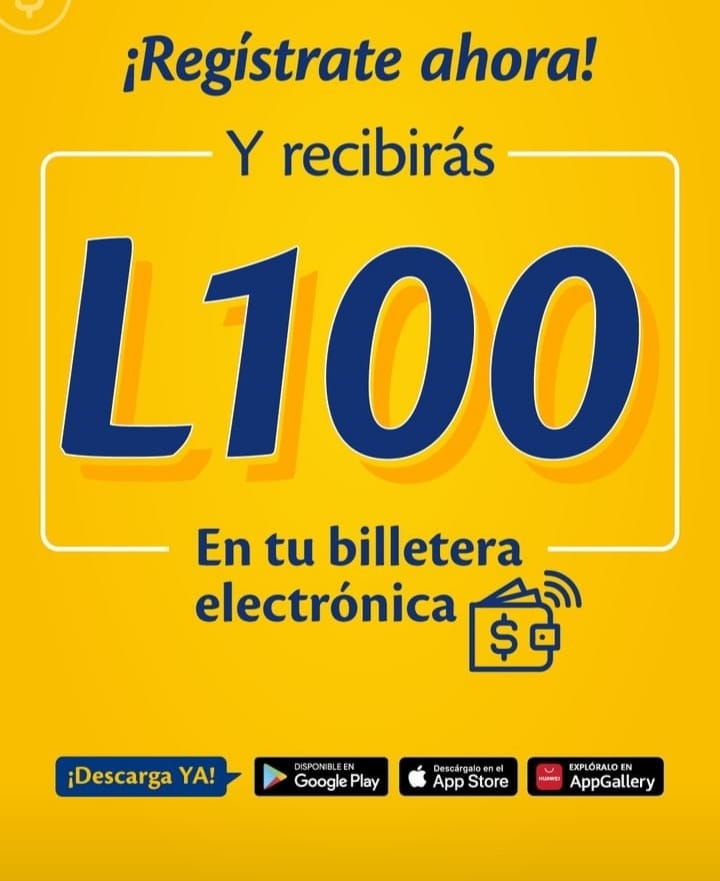 ¡Regístrate ahora!
Y recibirás
L100
En tu billetera
electrónica
$
¡Descarga YA!
DISPONIBLE EN
Google Play
Descárgalo en el
App Store
HUAWEI
EXPLÓRALO EN
AppGallery